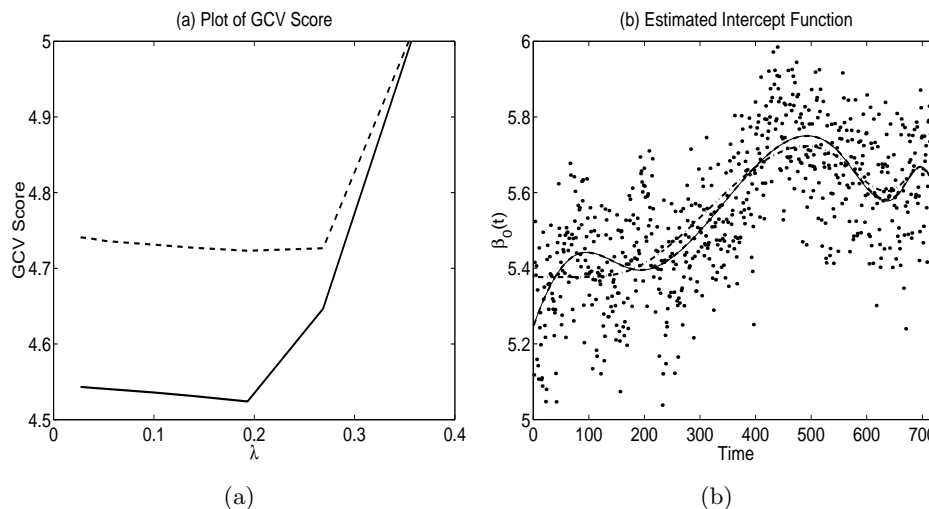 (a) Plot of GCV Score
5
4.9
4.8
4.7
4.6
4.5
GCV Score
0 0.1 0.2 0.3 0.4
λ
(a)
(b) Estimated Intercept Function
6
5.8
5.6
5.4
5.2
5
β0(t)
0 100 200 300 400 500 600 700
Time
(b)